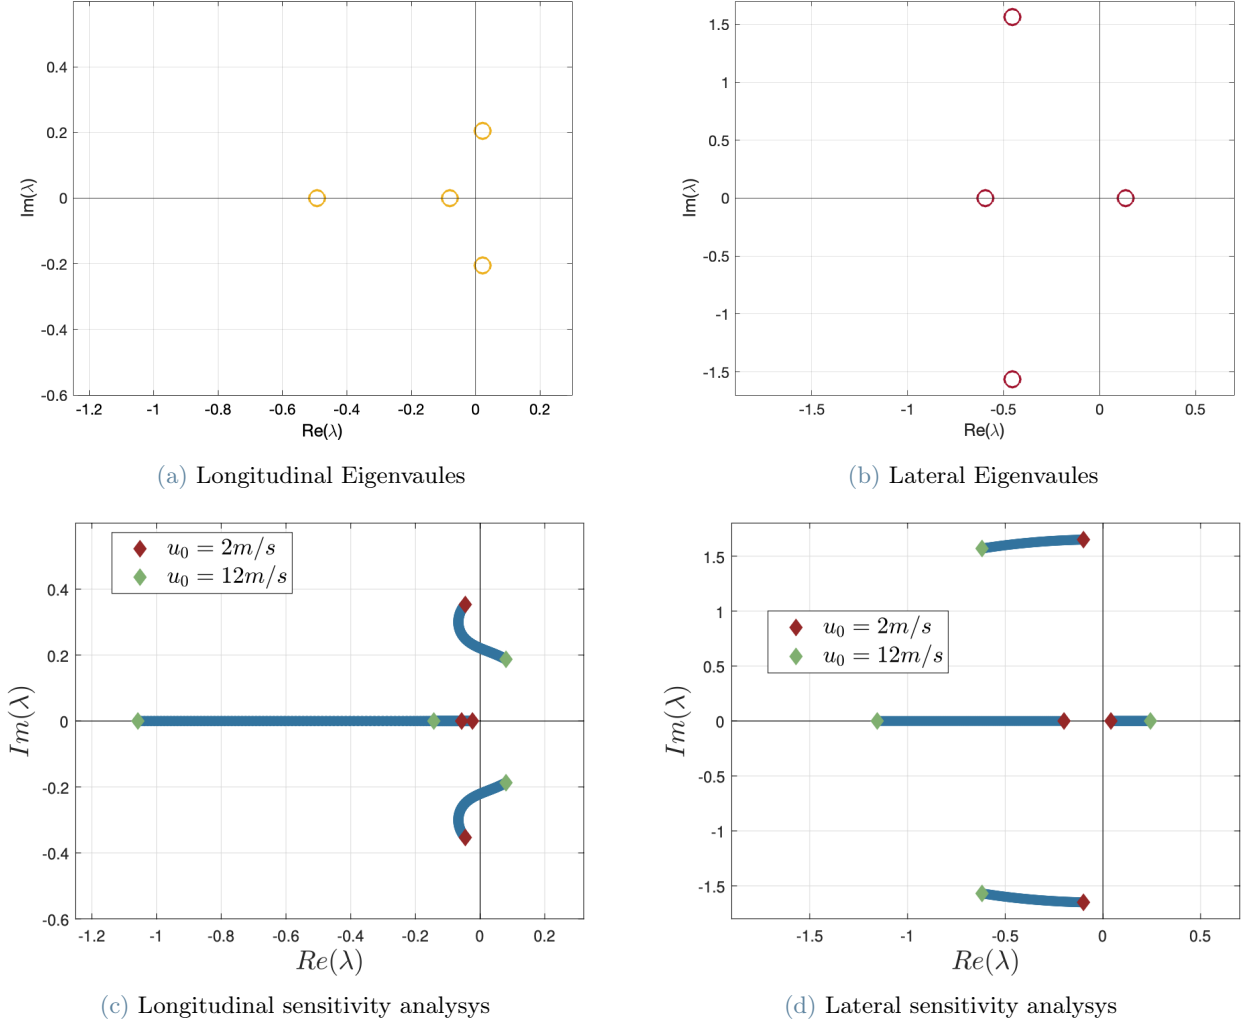 0.4
0.2
0
-0.2
-0.4
-0.6
Im(λ)
-1.2 -1 -0.8 -0.6 -0.4 -0.2 0 0.2
Re(λ)
(a) Longitudinal Eigenvaules
1.5
1
0.5
0
-0.5
-1
-1.5
Im(λ)
-1.5 -1 -0.5 0 0.5
Re(λ)
(b) Lateral Eigenvaules
u₀ = 2m/s
u₀ = 12m/s
0.4
0.2
0
-0.2
-0.4
-0.6
Im(λ)
-1.2 -1 -0.8 -0.6 -0.4 -0.2 0 0.2
Re(λ)
(c) Longitudinal sensitivity analysys
u₀ = 2m/s
u₀ = 12m/s
1.5
1
0.5
0
-0.5
-1
-1.5
Im(λ)
-1.5 -1 -0.5 0 0.5
Re(λ)
(d) Lateral sensitivity analysys